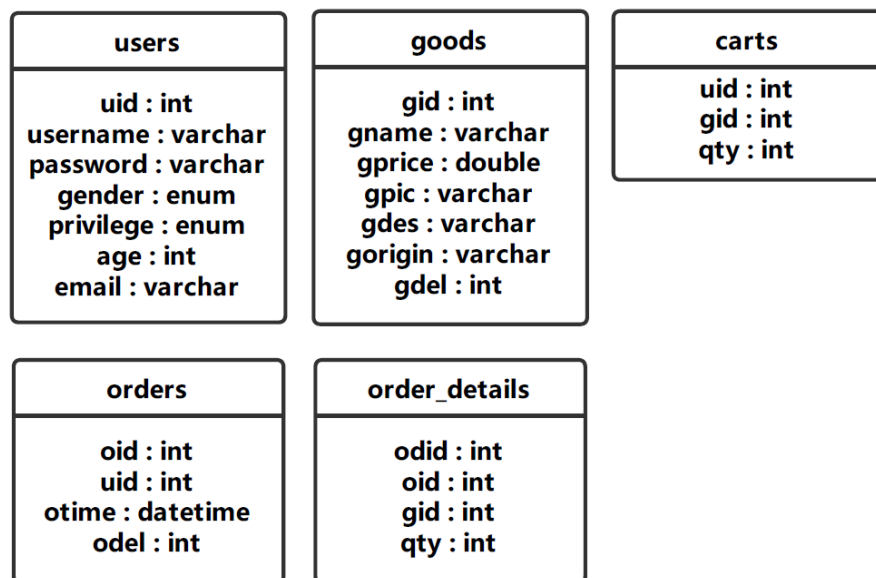 users
uid : int
username : varchar
password : varchar
gender : enum
privilege : enum
age : int
email : varchar
goods
gid : int
gname : varchar
gprice : double
gpic : varchar
gdes : varchar
gorigin : varchar
gdel : int
carts
uid : int
gid : int
qty : int
orders
oid : int
uid : int
otime : datetime
odel : int
order_details
odid : int
oid : int
gid : int
qty : int